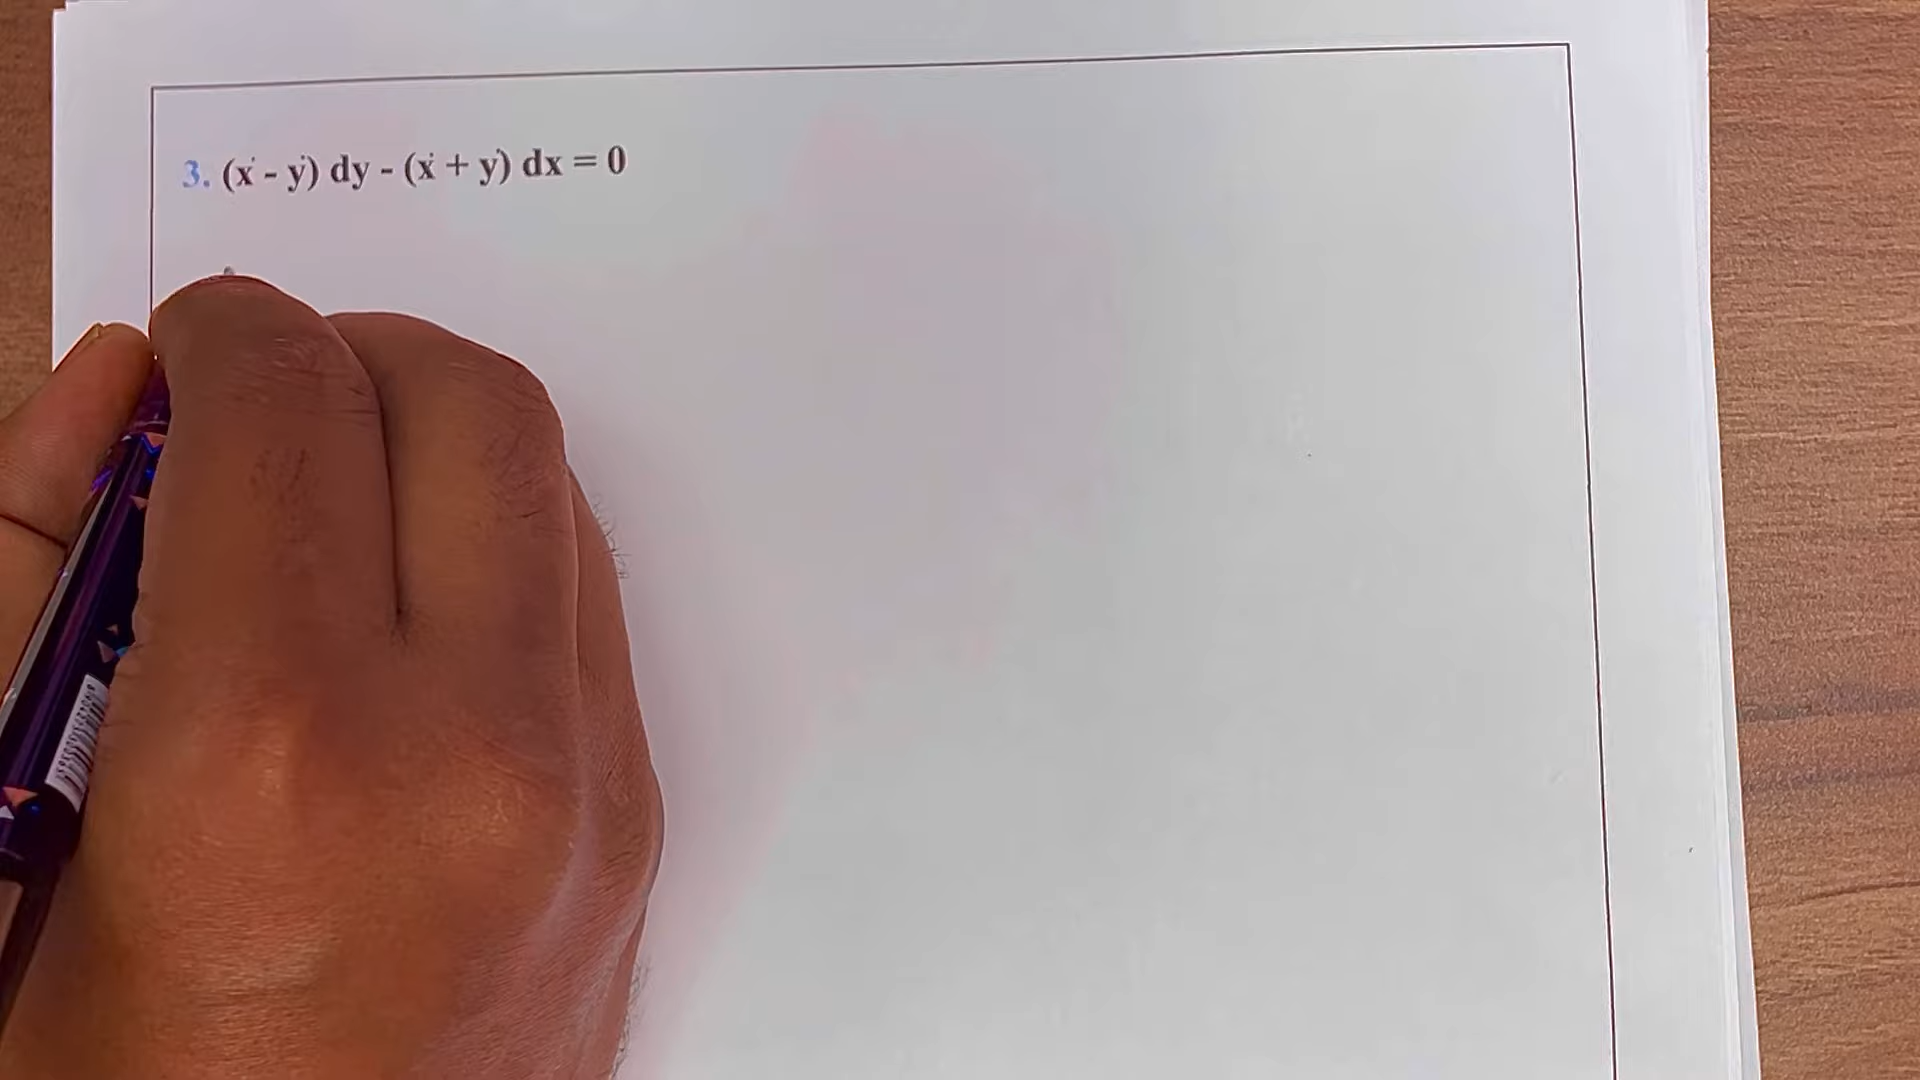 3. (x - y) dy - (x + y) dx = 0